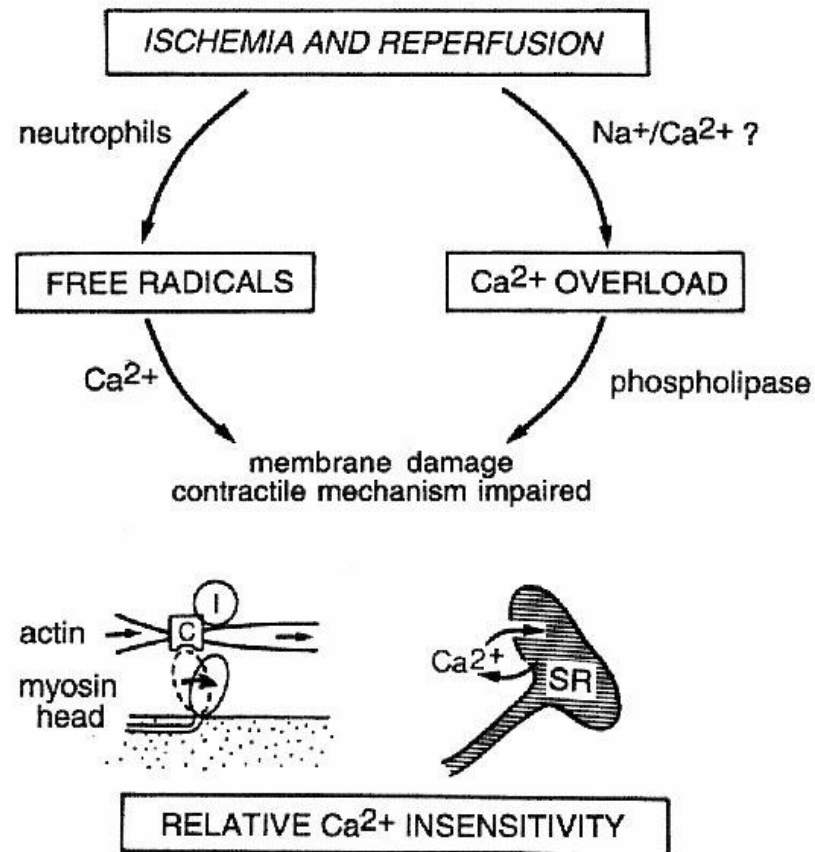 ISCHEMIA AND REPERFUSION
neutrophils
Na+/Ca2+ ?
FREE RADICALS
Ca2+ OVERLOAD
Ca2+
phospholipase
membrane damage
contractile mechanism impaired
I
actin
C
Ca2+
SR
myosin
head
RELATIVE Ca2+ INSENSITIVITY